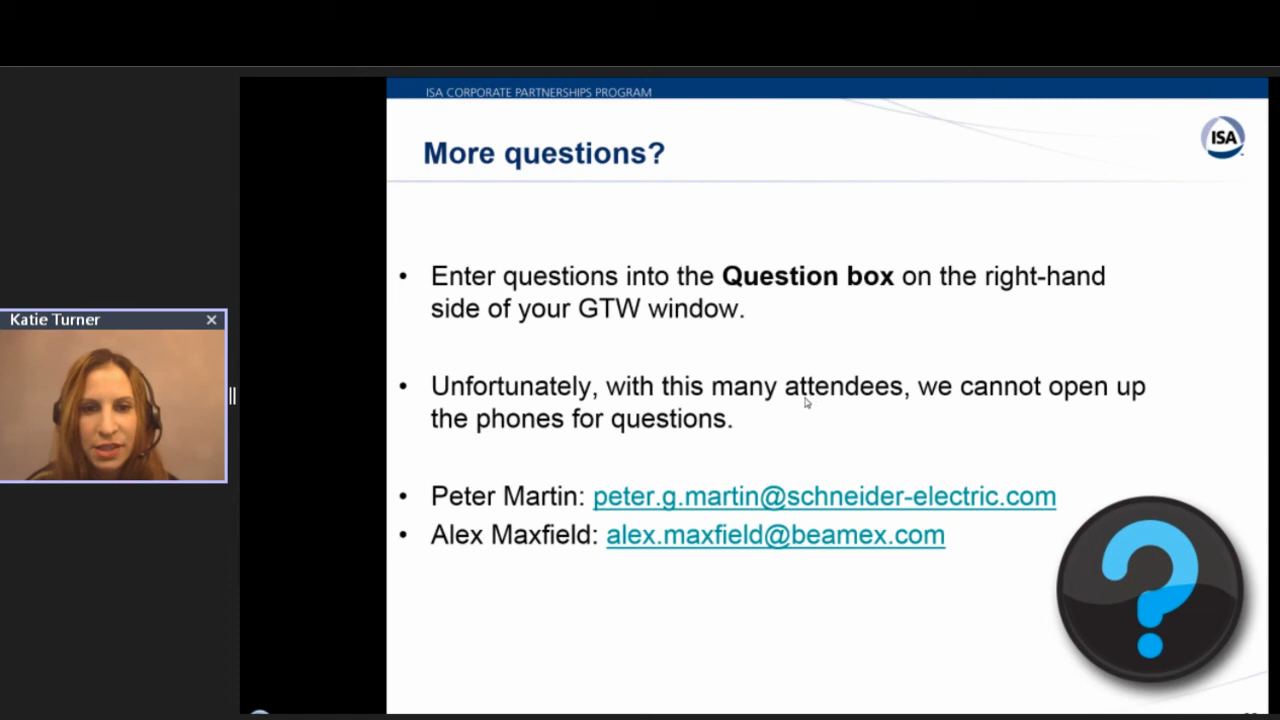 ISA CORPORATE PARTNERSHIPS PROGRAM
ISA
More questions?
• Enter questions into the Question box on the right-hand
side of your GTW window.
Katie Turner
• Unfortunately, with this many attendees, we cannot open up
the phones for questions.
• Peter Martin: peter.g.martin@schneider-electric.com
• Alex Maxfield: alex.maxfield@beamex.com